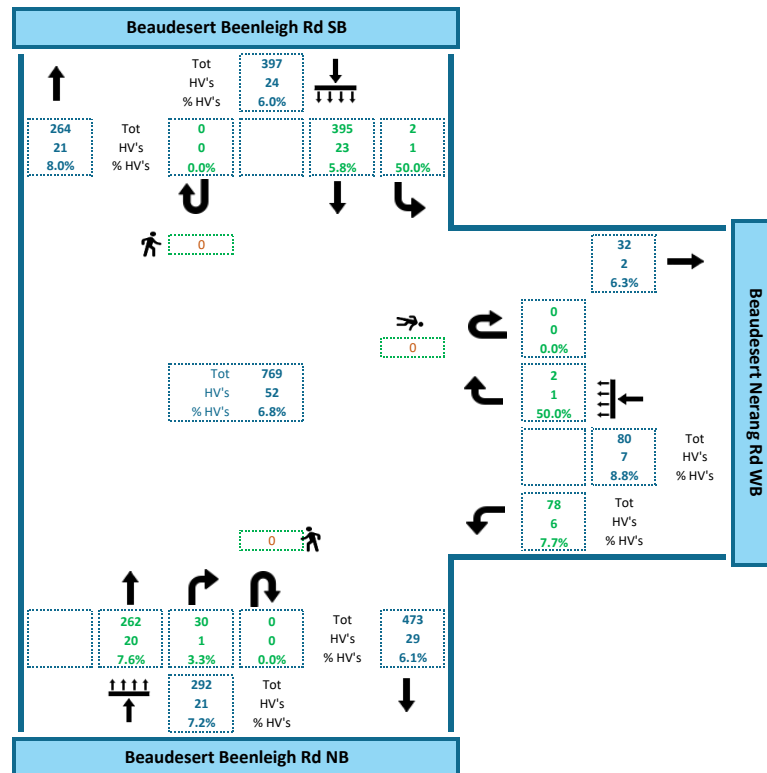 Beaudesert Beenleigh Rd SB
Tot 397
HV's 24
% HV's 6.0%
264 Tot 0 395 2
21 HV's 0 23 1
8.0% % HV's 0.0% 5.8% 50.0%
0
32
2
6.3%
0
0
0.0%
0
Tot 769
HV's 52
% HV's 6.8%
2
1
50.0%
80 Tot
7 HV's
8.8% % HV's
78 Tot
6 HV's
7.7% % HV's
Beaudesert Nerang Rd WB
0
262 30 0 Tot 473
20 1 0 HV's 29
7.6% 3.3% 0.0% % HV's 6.1%
292 Tot
21 HV's
7.2% % HV's
Beaudesert Beenleigh Rd NB